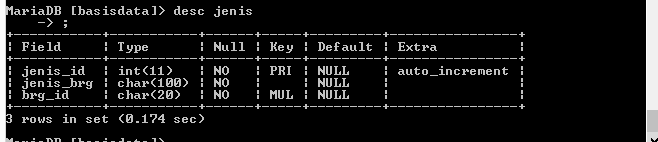 MariaDB [basisdata]> desc jenis
    -> ;
+-----------+-----------+------+-----+---------+----------------+
| Field     | Type      | Null | Key | Default | Extra          |
+-----------+-----------+------+-----+---------+----------------+
| jenis_id  | int(11)   | NO   | PRI | NULL    | auto_increment |
| jenis_brg | char(100) | NO   |     | NULL    |                |
| brg_id    | char(20)  | NO   | MUL | NULL    |                |
+-----------+-----------+------+-----+---------+----------------+
3 rows in set (0.174 sec)
MariaDB [basisdata]>